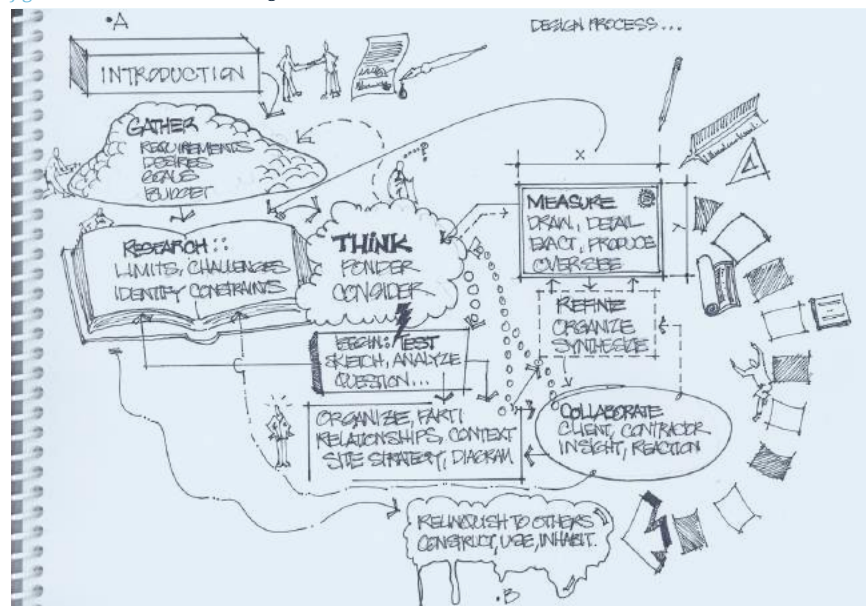 DESIGN PROCESS...
•A
INTRODUCTION
GATHER
REQUIREMENTS
DESIRES
GOALS
BUDGET
RESEARCH::
LIMITS, CHALLENGES
IDENTIFY CONSTRAINTS
THINK
PONDER
CONSIDER
X
Y
MEASURE
DRAW, DETAIL
EXACT, PRODUCE
OVERSEE
REFINE
ORGANIZE
SYNTHESIZE
BEGIN:: TEST
SKETCH, ANALYZE
QUESTION...
ORGANIZE, PARTI
RELATIONSHIPS, CONTEXT
SITE STRATEGY, DIAGRAM
COLLABORATE
CLIENT, CONTRACTOR
INSIGHT, REACTION
RELINQUISH TO OTHERS
CONSTRUCT, USE, INHABIT.
•B